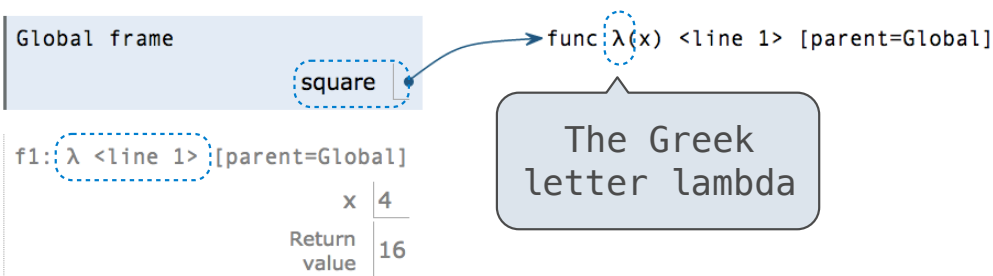 Global frame
func λ(x) <line 1> [parent=Global]
square
The Greek
letter lambda
f1: λ <line 1> [parent=Global]
x 4
Return
value 16